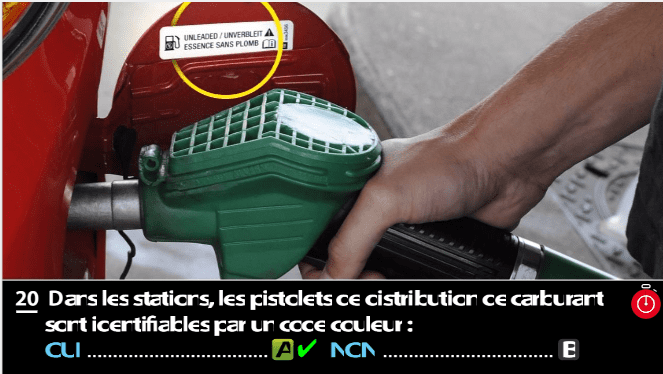 UNLEADED / UNVERBLEIT
ESSENCE SANS PLOMB
20 Dans les stations, les pistolets de distribution de carburant
sont identifiables par un code couleur :
OUI ................................ A ✔ NON ............................... B